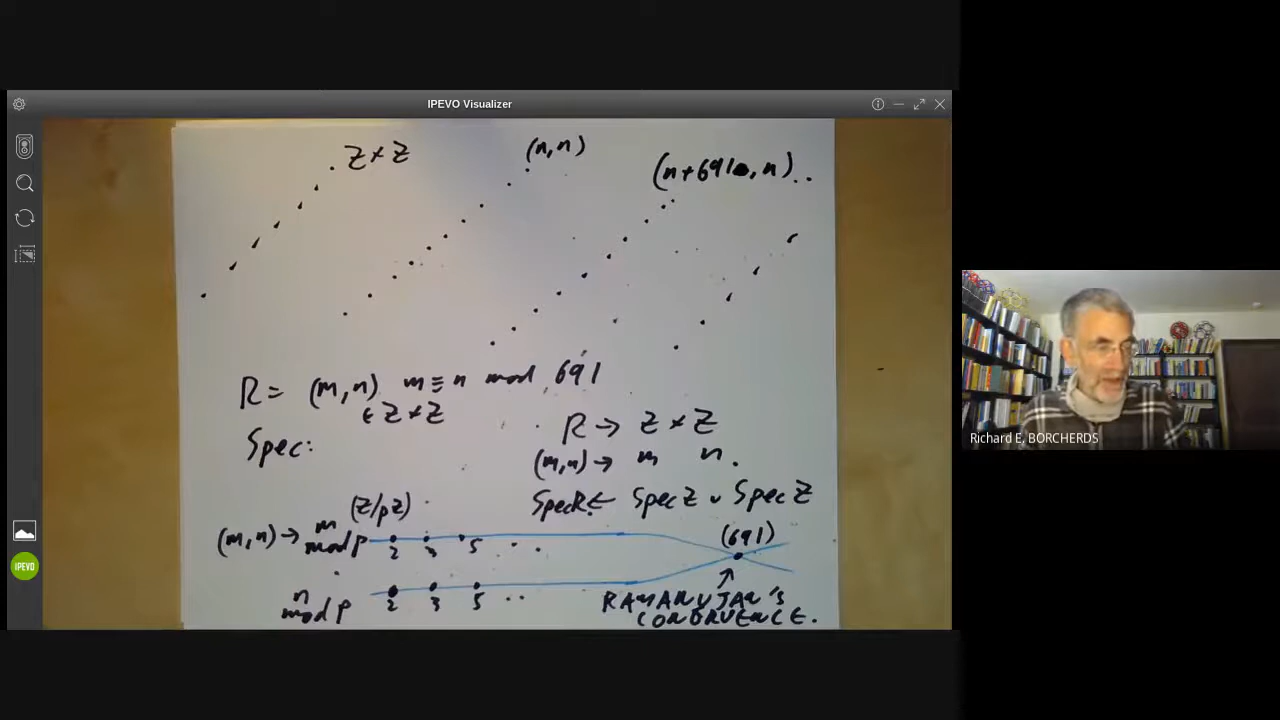 IPEVO Visualizer
Z×Z
(n,n)
(n+691, n)
R = (m,n) m ≡ n mod 691
∈ Z×Z
R → Z × Z
Spec:
(m,n) → m n.
(Z/pZ)
Spec R ← Spec Z ∪ Spec Z
(m,n) → m mod p
2 3 5 ...
(691)
n mod p
2 3 5 ...
RAMANUJAN'S
CONGRUENCE.
Richard E. BORCHERDS
IPEVO